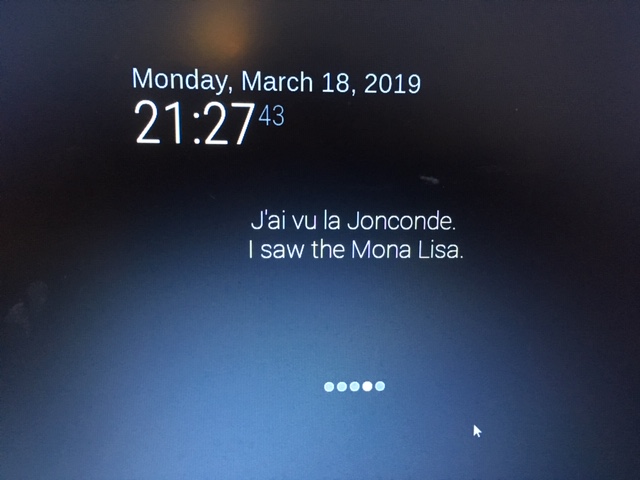 Monday, March 18, 2019
21:27 43
J'ai vu la Jonconde.
I saw the Mona Lisa.